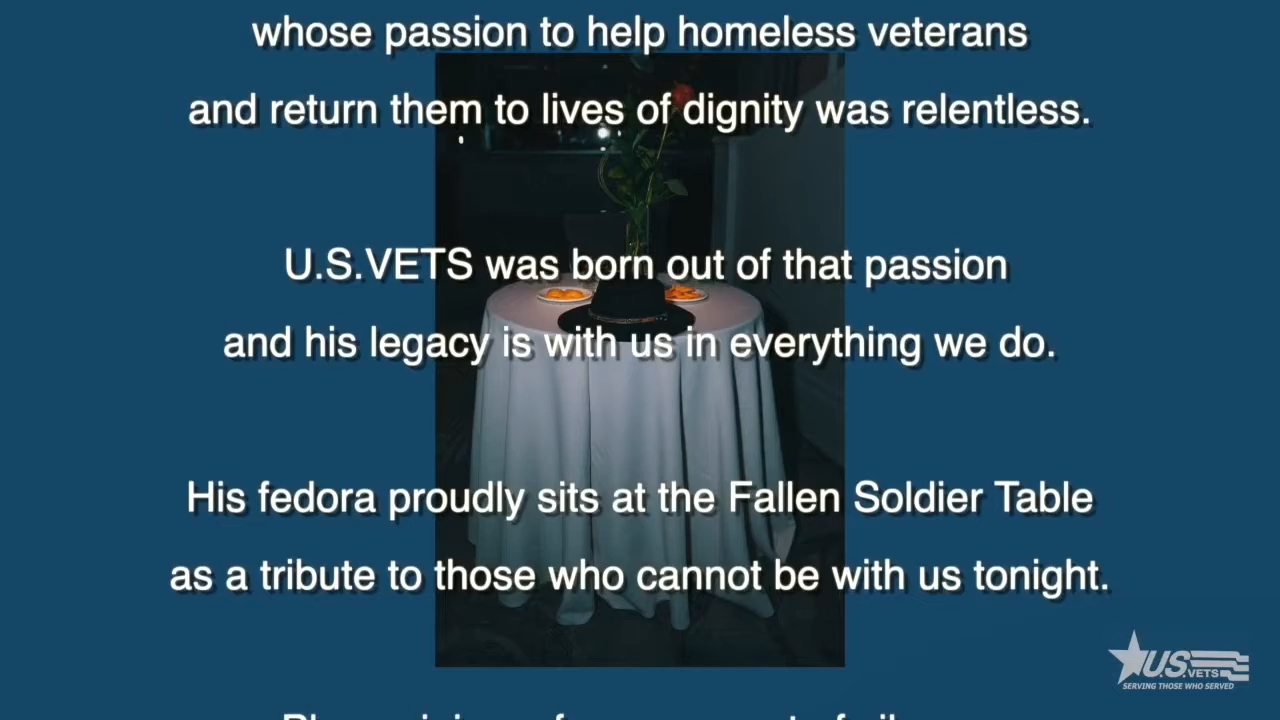 whose passion to help homeless veterans
and return them to lives of dignity was relentless.
U.S.VETS was born out of that passion
and his legacy is with us in everything we do.
His fedora proudly sits at the Fallen Soldier Table
as a tribute to those who cannot be with us tonight.
U.S.VETS
SERVING THOSE WHO SERVED